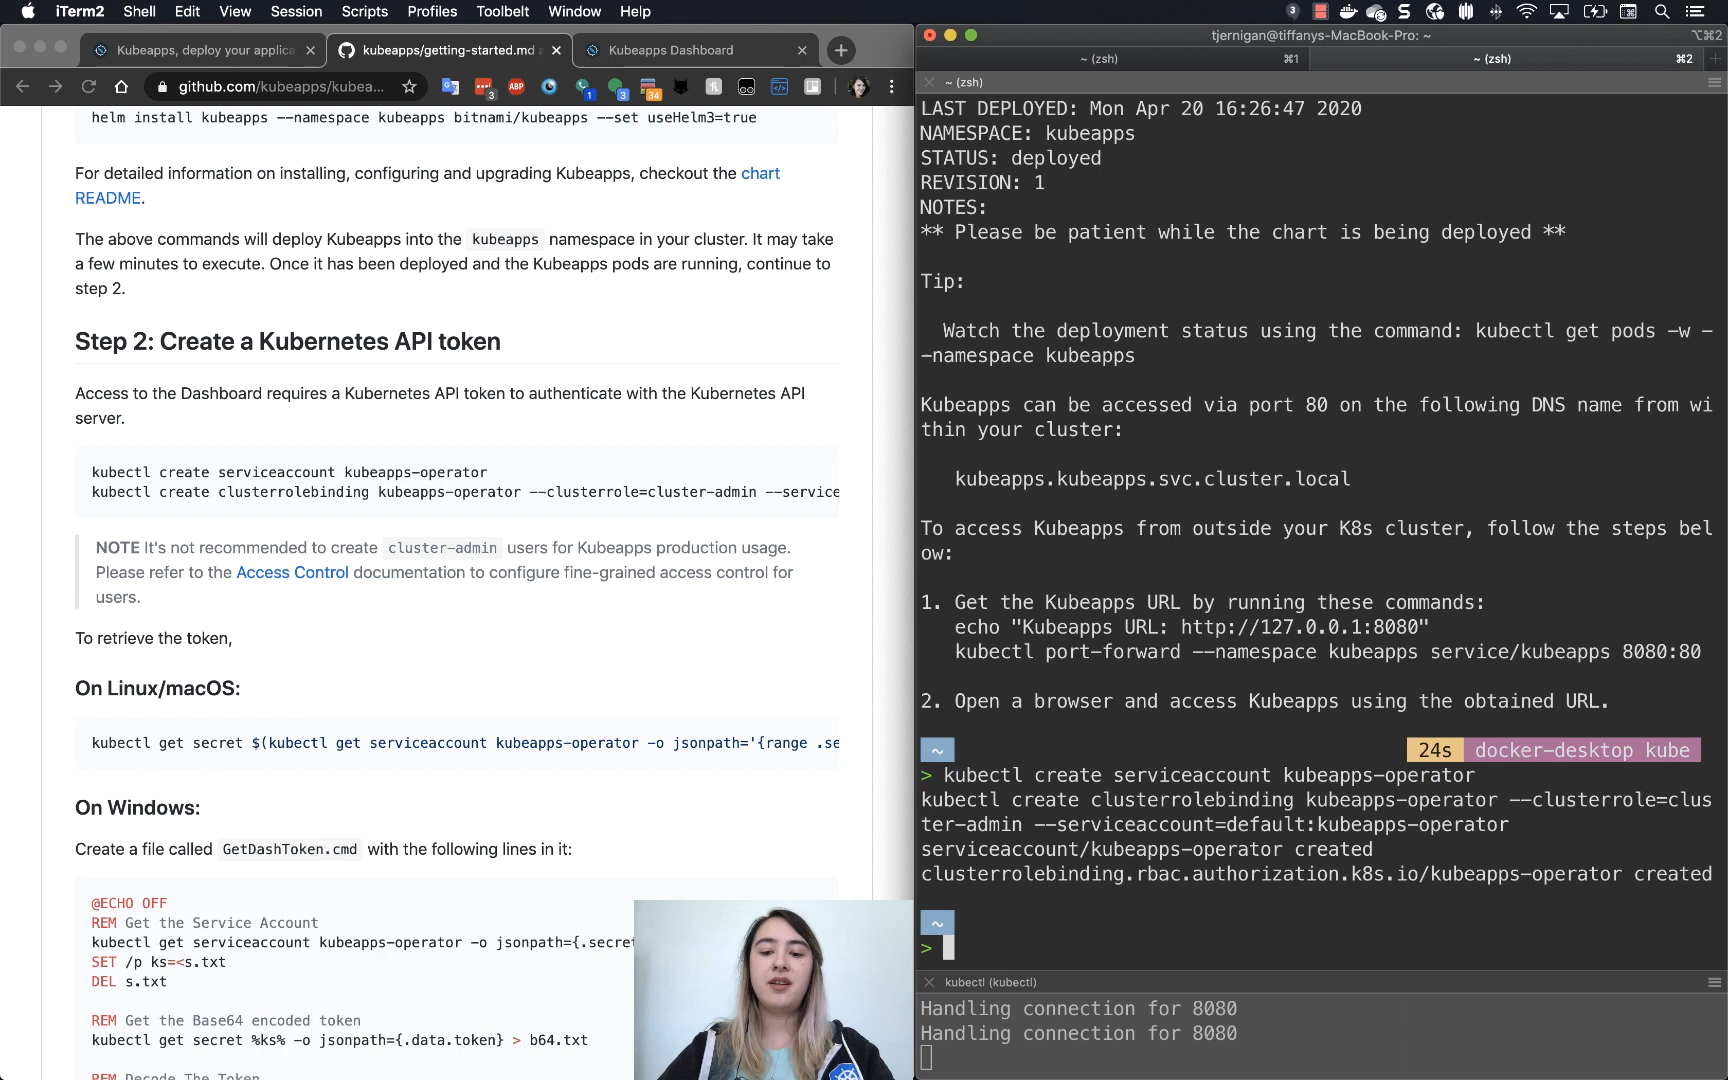 iTerm2 Shell Edit View Session Scripts Profiles Toolbelt Window Help
Kubeapps, deploy your applica
kubeapps/getting-started.md a
Kubeapps Dashboard
github.com/kubeapps/kubea...
3
ABP
1
3
34
helm install kubeapps --namespace kubeapps bitnami/kubeapps --set useHelm3=true
For detailed information on installing, configuring and upgrading Kubeapps, checkout the chart
README.
The above commands will deploy Kubeapps into the kubeapps namespace in your cluster. It may take
a few minutes to execute. Once it has been deployed and the Kubeapps pods are running, continue to
step 2.
Step 2: Create a Kubernetes API token
Access to the Dashboard requires a Kubernetes API token to authenticate with the Kubernetes API
server.
kubectl create serviceaccount kubeapps-operator
kubectl create clusterrolebinding kubeapps-operator --clusterrole=cluster-admin --service
NOTE It's not recommended to create cluster-admin users for Kubeapps production usage.
Please refer to the Access Control documentation to configure fine-grained access control for
users.
To retrieve the token,
On Linux/macOS:
kubectl get secret $(kubectl get serviceaccount kubeapps-operator -o jsonpath='{range .se
On Windows:
Create a file called GetDashToken.cmd with the following lines in it:
@ECHO OFF
REM Get the Service Account
kubectl get serviceaccount kubeapps-operator -o jsonpath={.secret
SET /p ks=<s.txt
DEL s.txt
REM Get the Base64 encoded token
kubectl get secret %ks% -o jsonpath={.data.token} > b64.txt
REM Decode The Token
tjernigan@tiffanys-MacBook-Pro: ~
⌥⌘2
~ (zsh) ⌘1
~ (zsh) ⌘2
~ (zsh)
LAST DEPLOYED: Mon Apr 20 16:26:47 2020
NAMESPACE: kubeapps
STATUS: deployed
REVISION: 1
NOTES:
** Please be patient while the chart is being deployed **
Tip:
Watch the deployment status using the command: kubectl get pods -w -
-namespace kubeapps
Kubeapps can be accessed via port 80 on the following DNS name from wi
thin your cluster:
kubeapps.kubeapps.svc.cluster.local
To access Kubeapps from outside your K8s cluster, follow the steps bel
ow:
1. Get the Kubeapps URL by running these commands:
echo "Kubeapps URL: http://127.0.0.1:8080"
kubectl port-forward --namespace kubeapps service/kubeapps 8080:80
2. Open a browser and access Kubeapps using the obtained URL.
~ 24s docker-desktop kube
> kubectl create serviceaccount kubeapps-operator
kubectl create clusterrolebinding kubeapps-operator --clusterrole=clus
ter-admin --serviceaccount=default:kubeapps-operator
serviceaccount/kubeapps-operator created
clusterrolebinding.rbac.authorization.k8s.io/kubeapps-operator created
~
>
kubectl (kubectl)
Handling connection for 8080
Handling connection for 8080